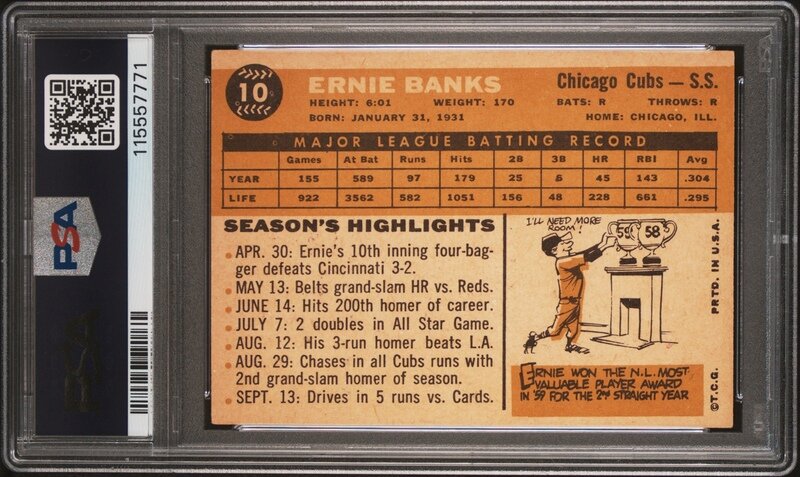 115557771
PSA
10
ERNIE BANKS
Chicago Cubs — S.S.
HEIGHT: 6:01 WEIGHT: 170 BATS: R THROWS: R
BORN: JANUARY 31, 1931 HOME: CHICAGO, ILL.
MAJOR LEAGUE BATTING RECORD
Games At Bat Runs Hits 2B 3B HR RBI Avg
YEAR 155 589 97 179 25 6 45 143 .304
LIFE 922 3562 582 1051 156 48 228 661 .295
SEASON'S HIGHLIGHTS
• APR. 30: Ernie's 10th inning four-bag-
ger defeats Cincinnati 3-2.
• MAY 13: Belts grand-slam HR vs. Reds.
• JUNE 14: Hits 200th homer of career.
• JULY 7: 2 doubles in All Star Game.
• AUG. 12: His 3-run homer beats L.A.
• AUG. 29: Chases in all Cubs runs with
2nd grand-slam homer of season.
• SEPT. 13: Drives in 5 runs vs. Cards.
I'LL NEED MORE
ROOM!
59 58
ERNIE WON THE N.L. MOST
VALUABLE PLAYER AWARD
IN '59 FOR THE 2nd STRAIGHT YEAR
©T.C.G. PRTD. IN U.S.A.